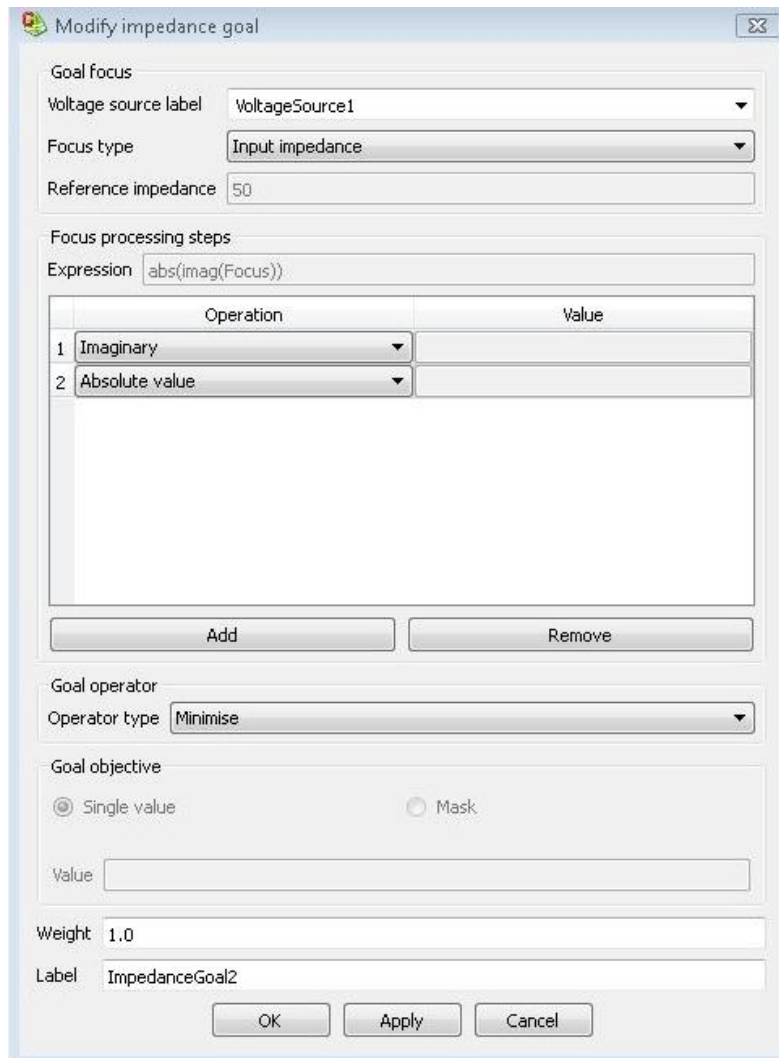 Modify impedance goal
Goal focus
Voltage source label VoltageSource1
Focus type Input impedance
Reference impedance 50
Focus processing steps
Expression abs(imag(Focus))
Operation Value
1 Imaginary
2 Absolute value
Add Remove
Goal operator
Operator type Minimise
Goal objective
Single value Mask
Value
Weight 1.0
Label ImpedanceGoal2
OK Apply Cancel